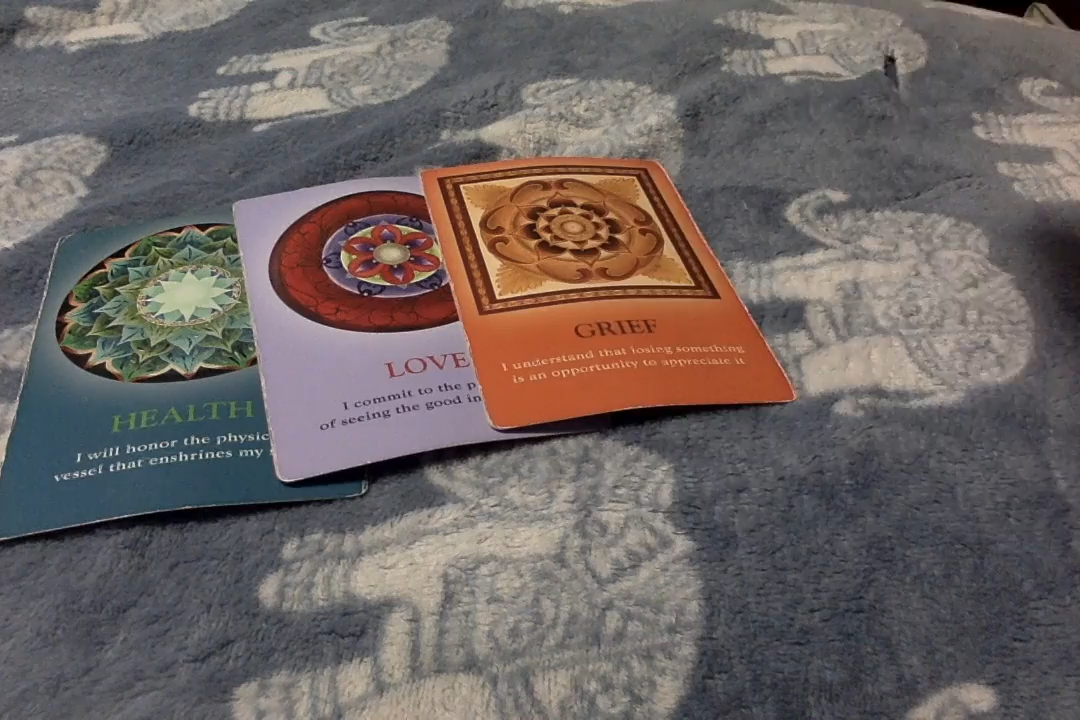 HEALTH
I will honor the physic
vessel that enshrines my
LOVE
I commit to the p
of seeing the good in
GRIEF
I understand that losing something
is an opportunity to appreciate it